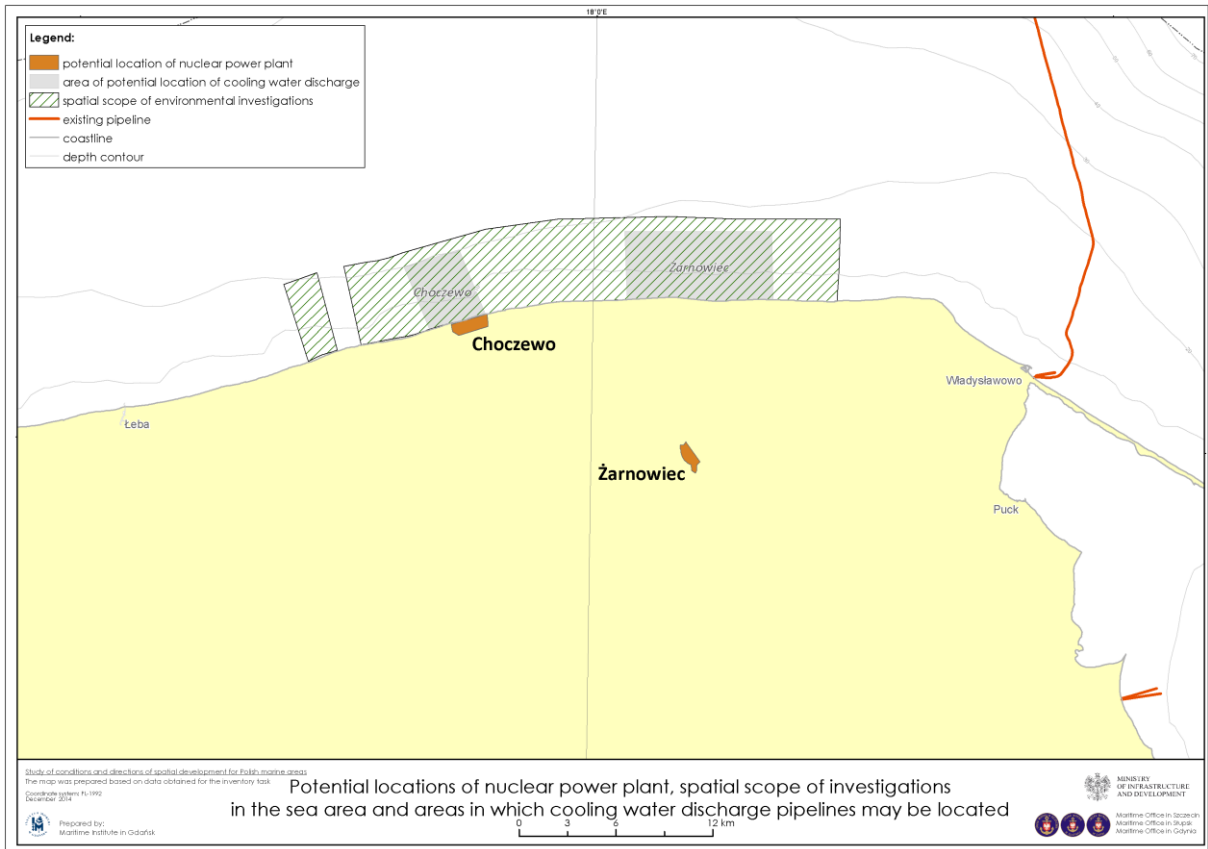 18°0'E
Legend:
potential location of nuclear power plant
area of potential location of cooling water discharge
spatial scope of environmental investigations
existing pipeline
coastline
depth contour
Żarnowiec
Choczewo
Choczewo
Władysławowo
Łeba
Żarnowiec
Puck
Study of conditions and directions of spatial development for Polish marine areas
The map was prepared based on data obtained for the inventory task
Coordinate systems PL-1992
December 2014
Prepared by:
Maritime Institute in Gdańsk
Potential locations of nuclear power plant, spatial scope of investigations
in the sea area and areas in which cooling water discharge pipelines may be located
0 3 6 12 km
MINISTRY
OF INFRASTRUCTURE
AND DEVELOPMENT
Maritime Office in Szczecin
Maritime Office in Słupsk
Maritime Office in Gdynia